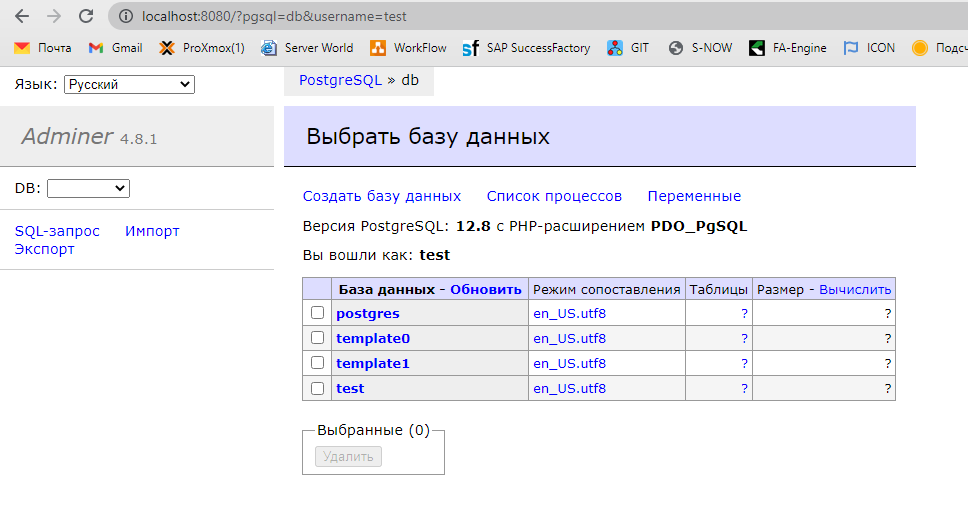 localhost:8080/?pgsql=db&username=test
Почта Gmail ProXmox(1) Server World WorkFlow SAP SuccessFactory GIT S-NOW FA-Engine ICON Подсч
Язык: Русский
PostgreSQL » db
Adminer 4.8.1
Выбрать базу данных
DB:
SQL-запрос Импорт
Экспорт
Создать базу данных Список процессов Переменные
Версия PostgreSQL: 12.8 с PHP-расширением PDO_PgSQL
Вы вошли как: test
База данных - Обновить Режим сопоставления Таблицы Размер - Вычислить
postgres en_US.utf8 ? ?
template0 en_US.utf8 ? ?
template1 en_US.utf8 ? ?
test en_US.utf8 ? ?
Выбранные (0)
Удалить